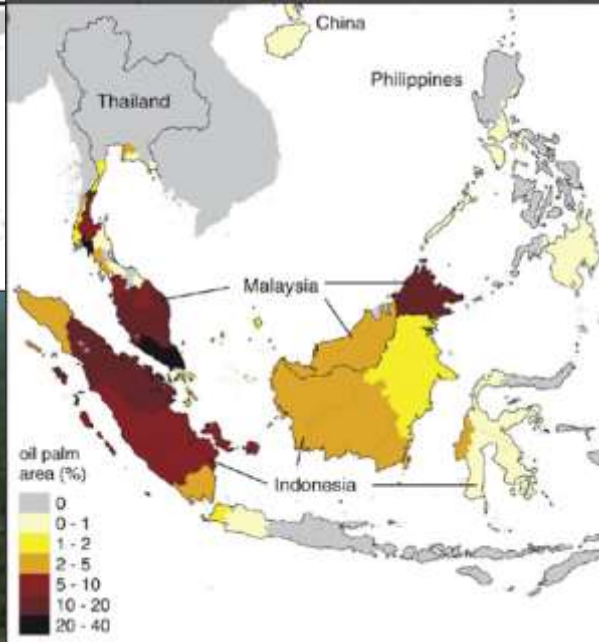 China
Philippines
Thailand
Malaysia
Indonesia
oil palm
area (%)
0
0 - 1
1 - 2
2 - 5
5 - 10
10 - 20
20 - 40